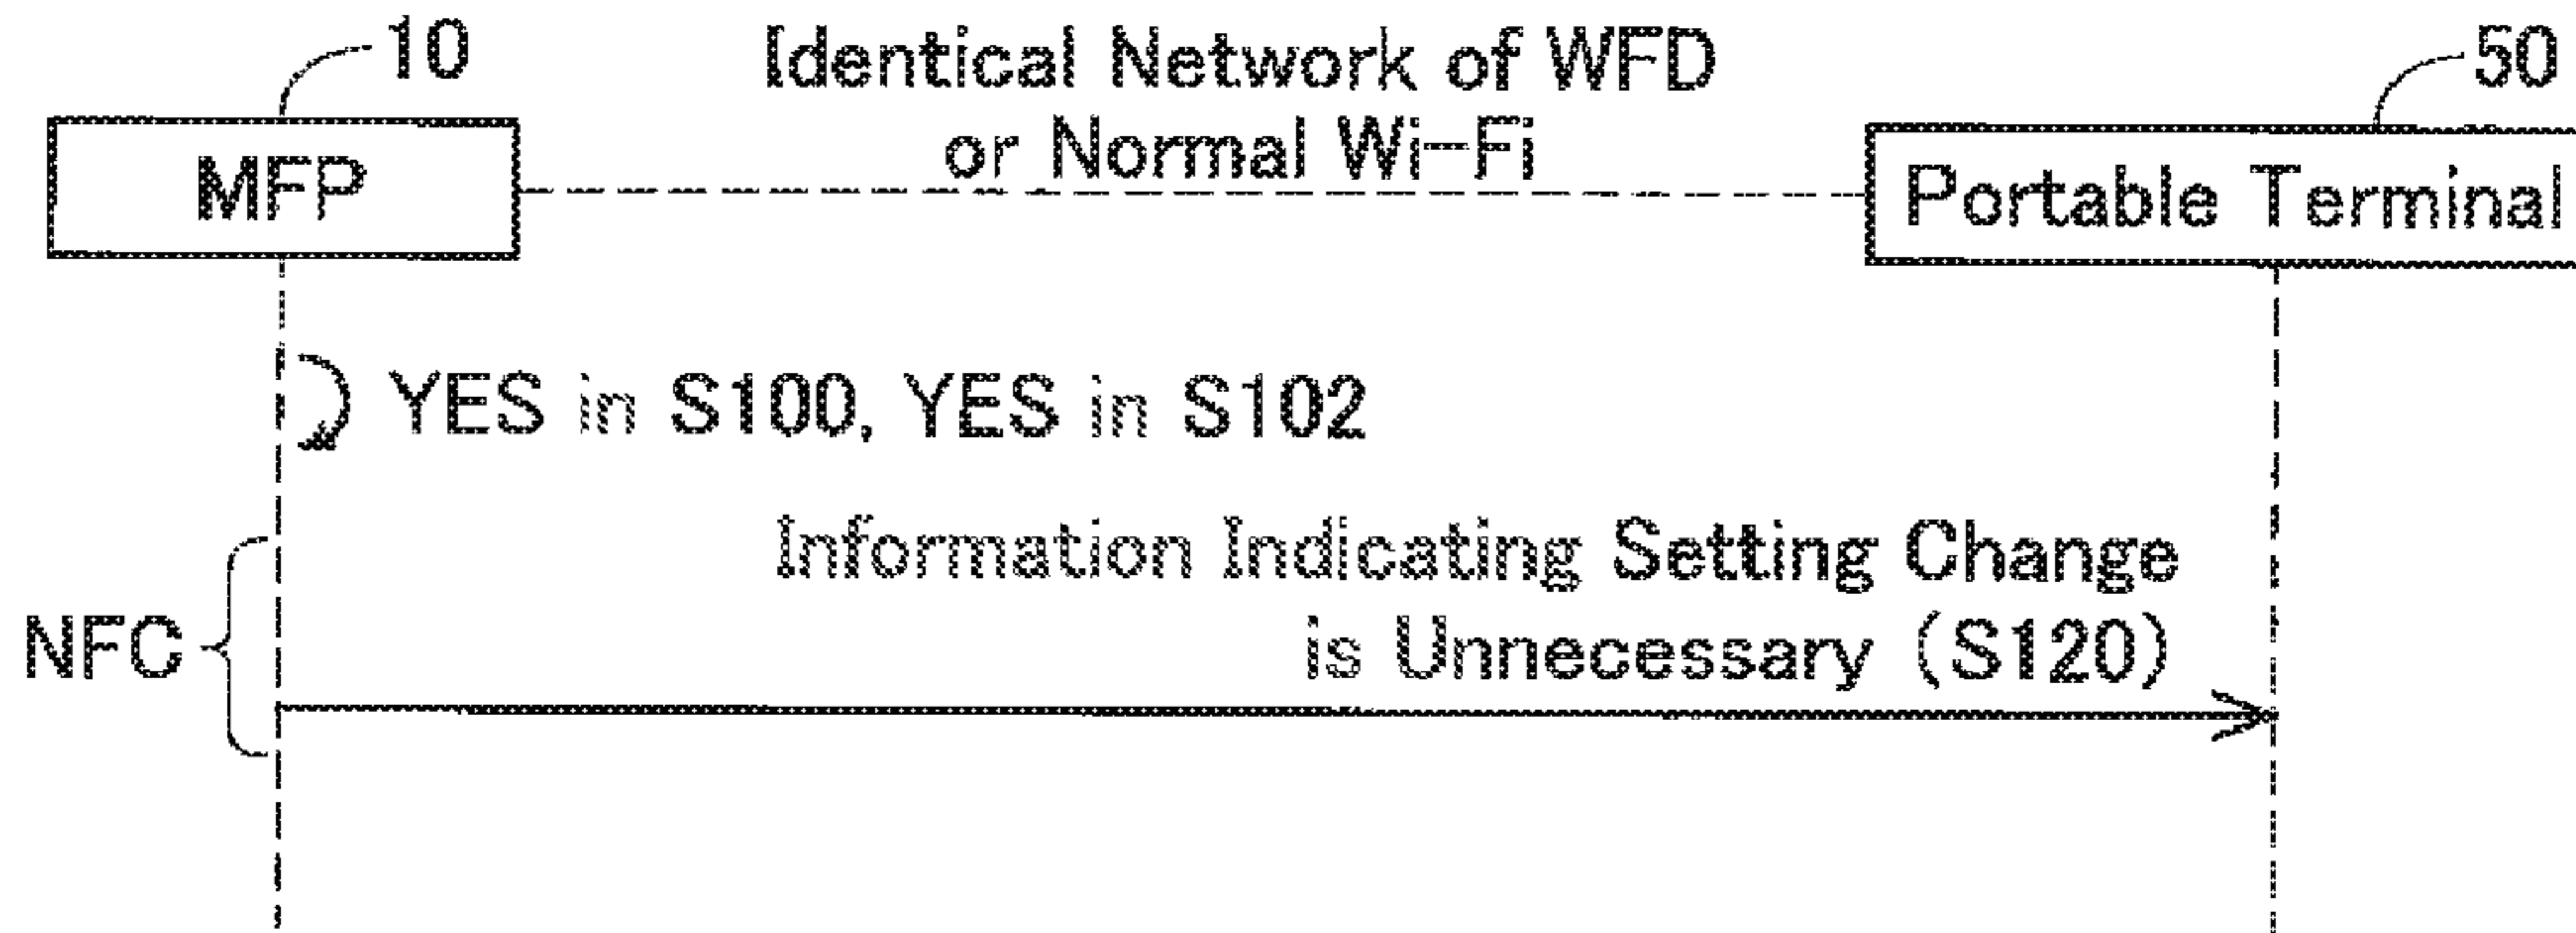 10
Identical Network of WFD
50
or Normal Wi-Fi
MFP
Portable Terminal
YES in S100, YES in S102
Information Indicating Setting Change
is Unnecessary (S120)
NFC